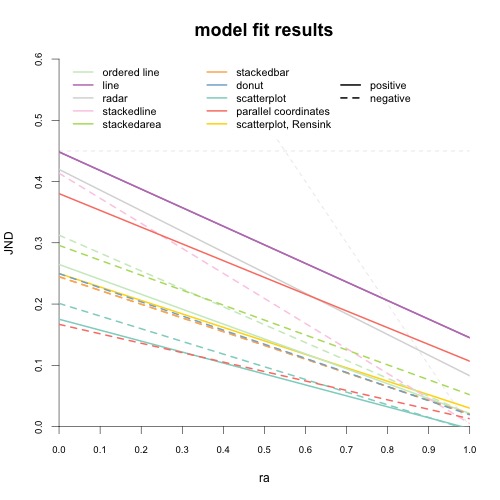 model fit results
ordered line
line
radar
stackedline
stackedarea
stackedbar
donut
scatterplot
parallel coordinates
scatterplot, Rensink
positive
negative
JND
0.6
0.5
0.4
0.3
0.2
0.1
0.0
0.0 0.1 0.2 0.3 0.4 0.5 0.6 0.7 0.8 0.9 1.0
ra